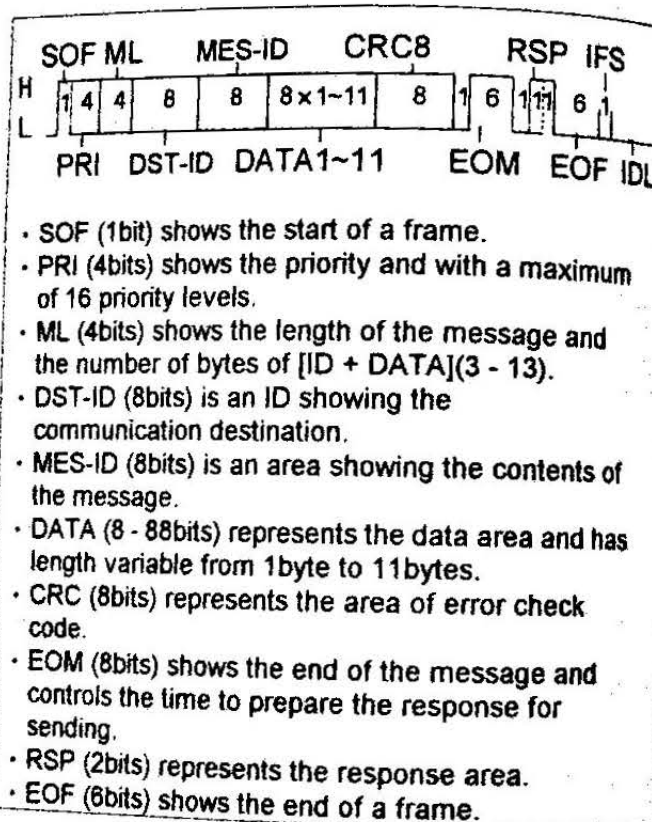 SOF ML MES-ID CRC8 RSP IFS
H
L
1 4 4 8 8 8×1~11 8 1 6 1 1 1 6 1
PRI DST-ID DATA1~11 EOM EOF IDL
· SOF (1bit) shows the start of a frame.
· PRI (4bits) shows the priority and with a maximum
of 16 priority levels.
· ML (4bits) shows the length of the message and
the number of bytes of [ID + DATA](3 - 13).
· DST-ID (8bits) is an ID showing the
communication destination.
· MES-ID (8bits) is an area showing the contents of
the message.
· DATA (8 - 88bits) represents the data area and has
length variable from 1byte to 11bytes.
· CRC (8bits) represents the area of error check
code.
· EOM (8bits) shows the end of the message and
controls the time to prepare the response for
sending.
· RSP (2bits) represents the response area.
· EOF (6bits) shows the end of a frame.